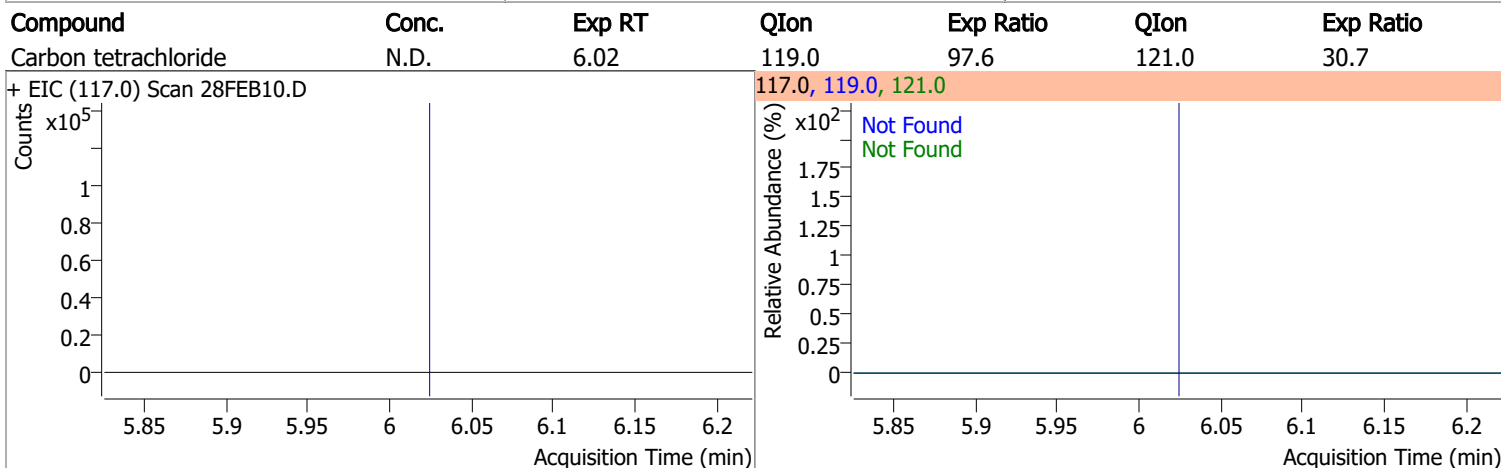 Compound Conc. Exp RT QIon Exp Ratio QIon Exp Ratio
Carbon tetrachloride N.D. 6.02 119.0 97.6 121.0 30.7
+ EIC (117.0) Scan 28FEB10.D
Counts
x10⁵
1
0.8
0.6
0.4
0.2
0
5.85 5.9 5.95 6 6.05 6.1 6.15 6.2
Acquisition Time (min)
117.0, 119.0, 121.0
Relative Abundance (%)
x10²
Not Found
Not Found
1.75
1.5
1.25
1
0.75
0.5
0.25
0
5.85 5.9 5.95 6 6.05 6.1 6.15 6.2
Acquisition Time (min)